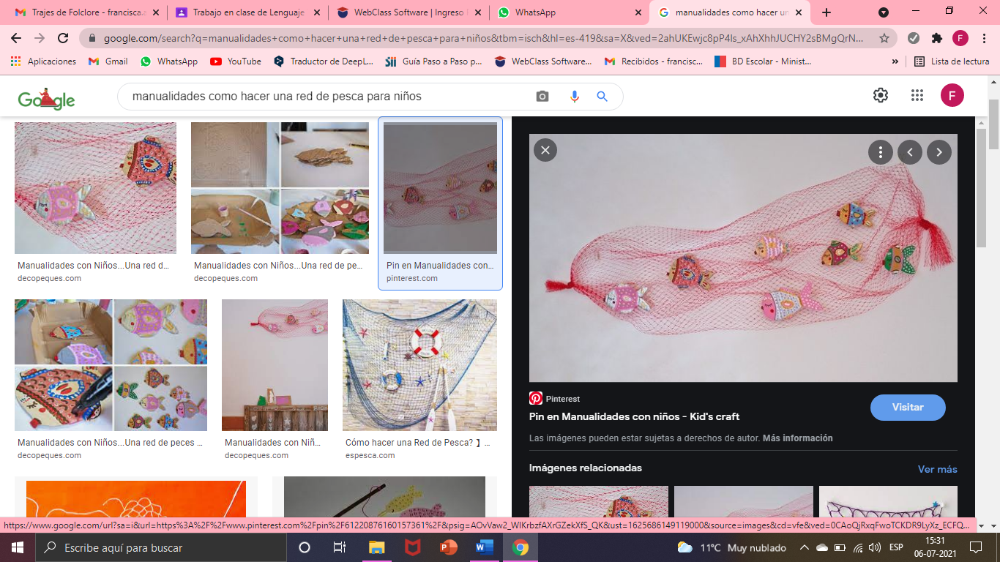 Trajes de Folclore - francisca.a
Trabajo en clase de Lenguaje
WebClass Software | Ingreso
WhatsApp
manualidades como hacer un
google.com/search?q=manualidades+como+hacer+una+red+de+pesca+para+niños&tbm=isch&hl=es-419&sa=X&ved=2ahUKEwjc8pP4ls_xAhXhhJUCHY2sBMgQrN...
F
Aplicaciones
Gmail
WhatsApp
YouTube
Traductor de DeepL...
Guía Paso a Paso p...
WebClass Software...
Recibidos - francisc...
BD Escolar - Minist...
»
Lista de lectura
Google
manualidades como hacer una red de pesca para niños
F
Manualidades con Niños...Una red d...
decopeques.com
Manualidades con Niños...Una red de pe...
decopeques.com
Pin en Manualidades con...
pinterest.com
Manualidades con Niños...Una red de peces ...
decopeques.com
Manualidades con Niñ...
decopeques.com
Cómo hacer una Red de Pesca? 】...
espesca.com
Pinterest
Visitar
Pin en Manualidades con niños - Kid's craft
Las imágenes pueden estar sujetas a derechos de autor. Más información
Imágenes relacionadas
Ver más
https://www.google.com/url?sa=i&url=https%3A%2F%2Fwww.pinterest.com%2Fpin%2F612208761601573​61%2F&psig=AOvVaw2_WIKrbzfAXrGZekXfS_QK&ust=1625686149119000&source=images&cd=vfe&ved=0CAoQjRxqFwoTCKDR9LyXz_ECFQ...
Escribe aquí para buscar
11°C Muy nublado
ESP
15:31
06-07-2021